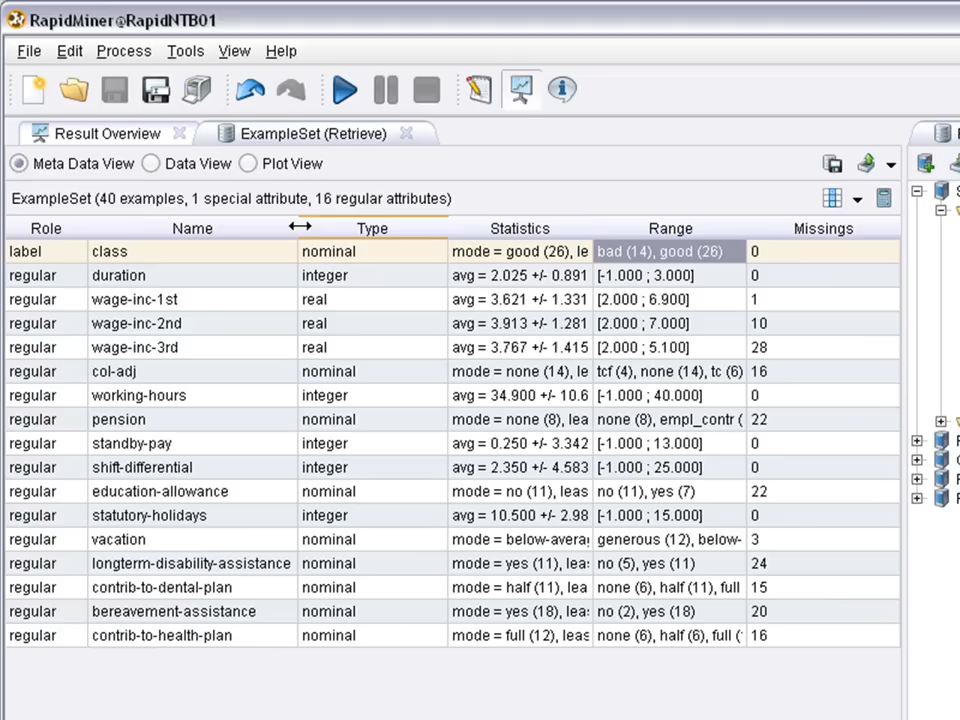 RapidMiner@RapidNTB01
File Edit Process Tools View Help
Result Overview ExampleSet (Retrieve)
Meta Data View Data View Plot View
ExampleSet (40 examples, 1 special attribute, 16 regular attributes)
Role Name Type Statistics Range Missings
label class nominal mode = good (26), le bad (14), good (26) 0
regular duration integer avg = 2.025 +/- 0.891 [-1.000 ; 3.000] 0
regular wage-inc-1st real avg = 3.621 +/- 1.331 [2.000 ; 6.900] 1
regular wage-inc-2nd real avg = 3.913 +/- 1.281 [2.000 ; 7.000] 10
regular wage-inc-3rd real avg = 3.767 +/- 1.415 [2.000 ; 5.100] 28
regular col-adj nominal mode = none (14), le tcf (4), none (14), tc (6) 16
regular working-hours integer avg = 34.900 +/- 10.6 [-1.000 ; 40.000] 0
regular pension nominal mode = none (8), lea none (8), empl_contr ( 22
regular standby-pay integer avg = 0.250 +/- 3.342 [-1.000 ; 13.000] 0
regular shift-differential integer avg = 2.350 +/- 4.583 [-1.000 ; 25.000] 0
regular education-allowance nominal mode = no (11), leas no (11), yes (7) 22
regular statutory-holidays integer avg = 10.500 +/- 2.98 [-1.000 ; 15.000] 0
regular vacation nominal mode = below-avera generous (12), below- 3
regular longterm-disability-assistance nominal mode = yes (11), lea no (5), yes (11) 24
regular contrib-to-dental-plan nominal mode = half (11), lea none (6), half (11), full 15
regular bereavement-assistance nominal mode = yes (18), lea no (2), yes (18) 20
regular contrib-to-health-plan nominal mode = full (12), leas none (6), half (6), full ( 16